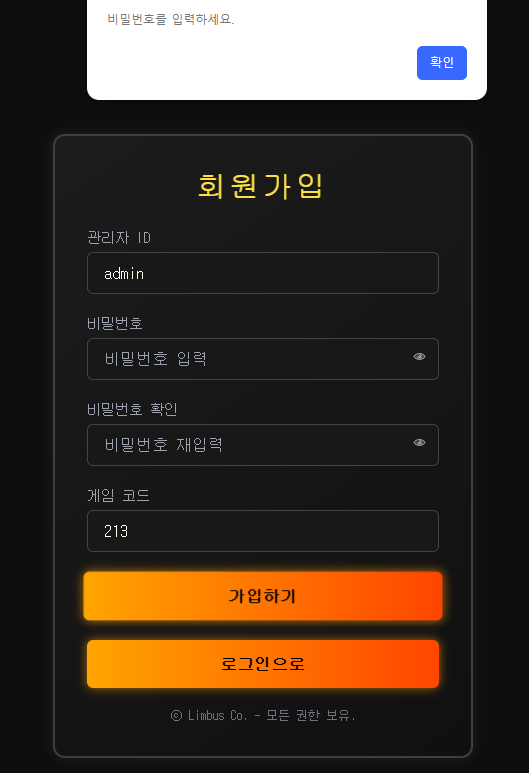 비밀번호를 입력하세요.
확인
회원가입
관리자 ID
admin
비밀번호
비밀번호 입력
비밀번호 확인
비밀번호 재입력
게임 코드
213
가입하기
로그인으로
© Limbus Co. - 모든 권한 보유.